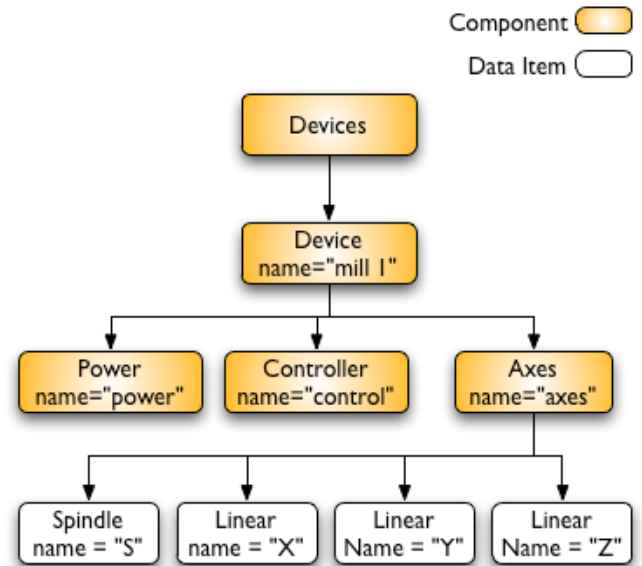 Component
Data Item
Devices
Device
name="mill 1"
Power
name="power"
Controller
name="control"
Axes
name="axes"
Spindle
name = "S"
Linear
name = "X"
Linear
Name = "Y"
Linear
Name = "Z"